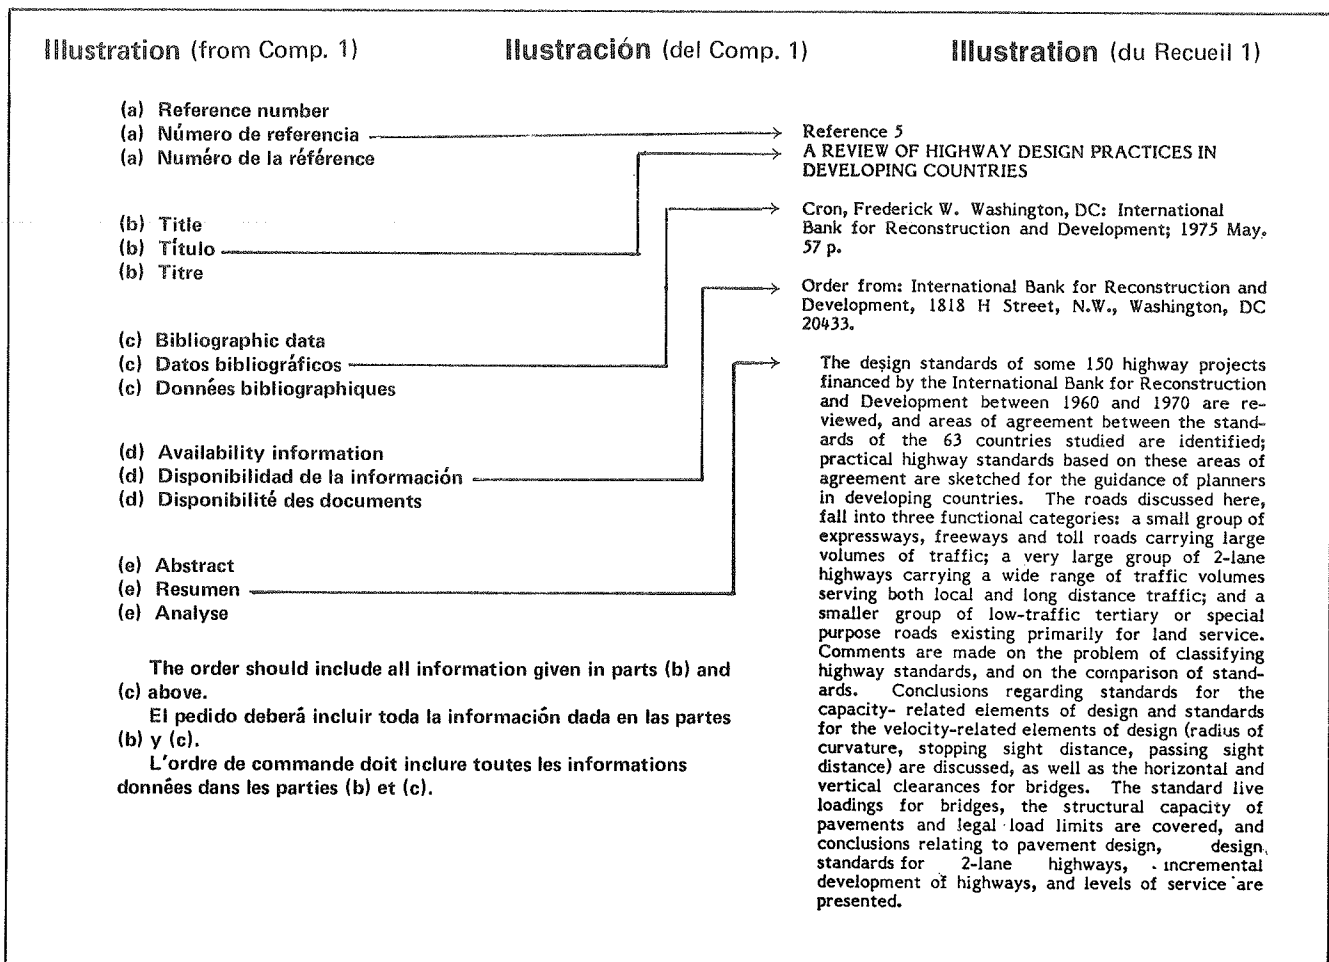 Illustration (from Comp. 1)
Ilustración (del Comp. 1)
Illustration (du Recueil 1)
(a) Reference number
(a) Número de referencia
(a) Numéro de la référence
(b) Title
(b) Título
(b) Titre
(c) Bibliographic data
(c) Datos bibliográficos
(c) Données bibliographiques
(d) Availability information
(d) Disponibilidad de la información
(d) Disponibilité des documents
(e) Abstract
(e) Resumen
(e) Analyse
The order should include all information given in parts (b) and
(c) above.
El pedido deberá incluir toda la información dada en las partes
(b) y (c).
L'ordre de commande doit inclure toutes les informations
données dans les parties (b) et (c).
Reference 5
A REVIEW OF HIGHWAY DESIGN PRACTICES IN
DEVELOPING COUNTRIES
Cron, Frederick W. Washington, DC: International
Bank for Reconstruction and Development; 1975 May.
57 p.
Order from: International Bank for Reconstruction and
Development, 1818 H Street, N.W., Washington, DC
20433.
The design standards of some 150 highway projects
financed by the International Bank for Reconstruction
and Development between 1960 and 1970 are re-
viewed, and areas of agreement between the stand-
ards of the 63 countries studied are identified;
practical highway standards based on these areas of
agreement are sketched for the guidance of planners
in developing countries. The roads discussed here,
fall into three functional categories: a small group of
expressways, freeways and toll roads carrying large
volumes of traffic; a very large group of 2-lane
highways carrying a wide range of traffic volumes
serving both local and long distance traffic; and a
smaller group of low-traffic tertiary or special
purpose roads existing primarily for land service.
Comments are made on the problem of classifying
highway standards, and on the comparison of stand-
ards. Conclusions regarding standards for the
capacity- related elements of design and standards
for the velocity-related elements of design (radius of
curvature, stopping sight distance, passing sight
distance) are discussed, as well as the horizontal and
vertical clearances for bridges. The standard live
loadings for bridges, the structural capacity of
pavements and legal load limits are covered, and
conclusions relating to pavement design, design
standards for 2-lane highways, incremental
development of highways, and levels of service are
presented.